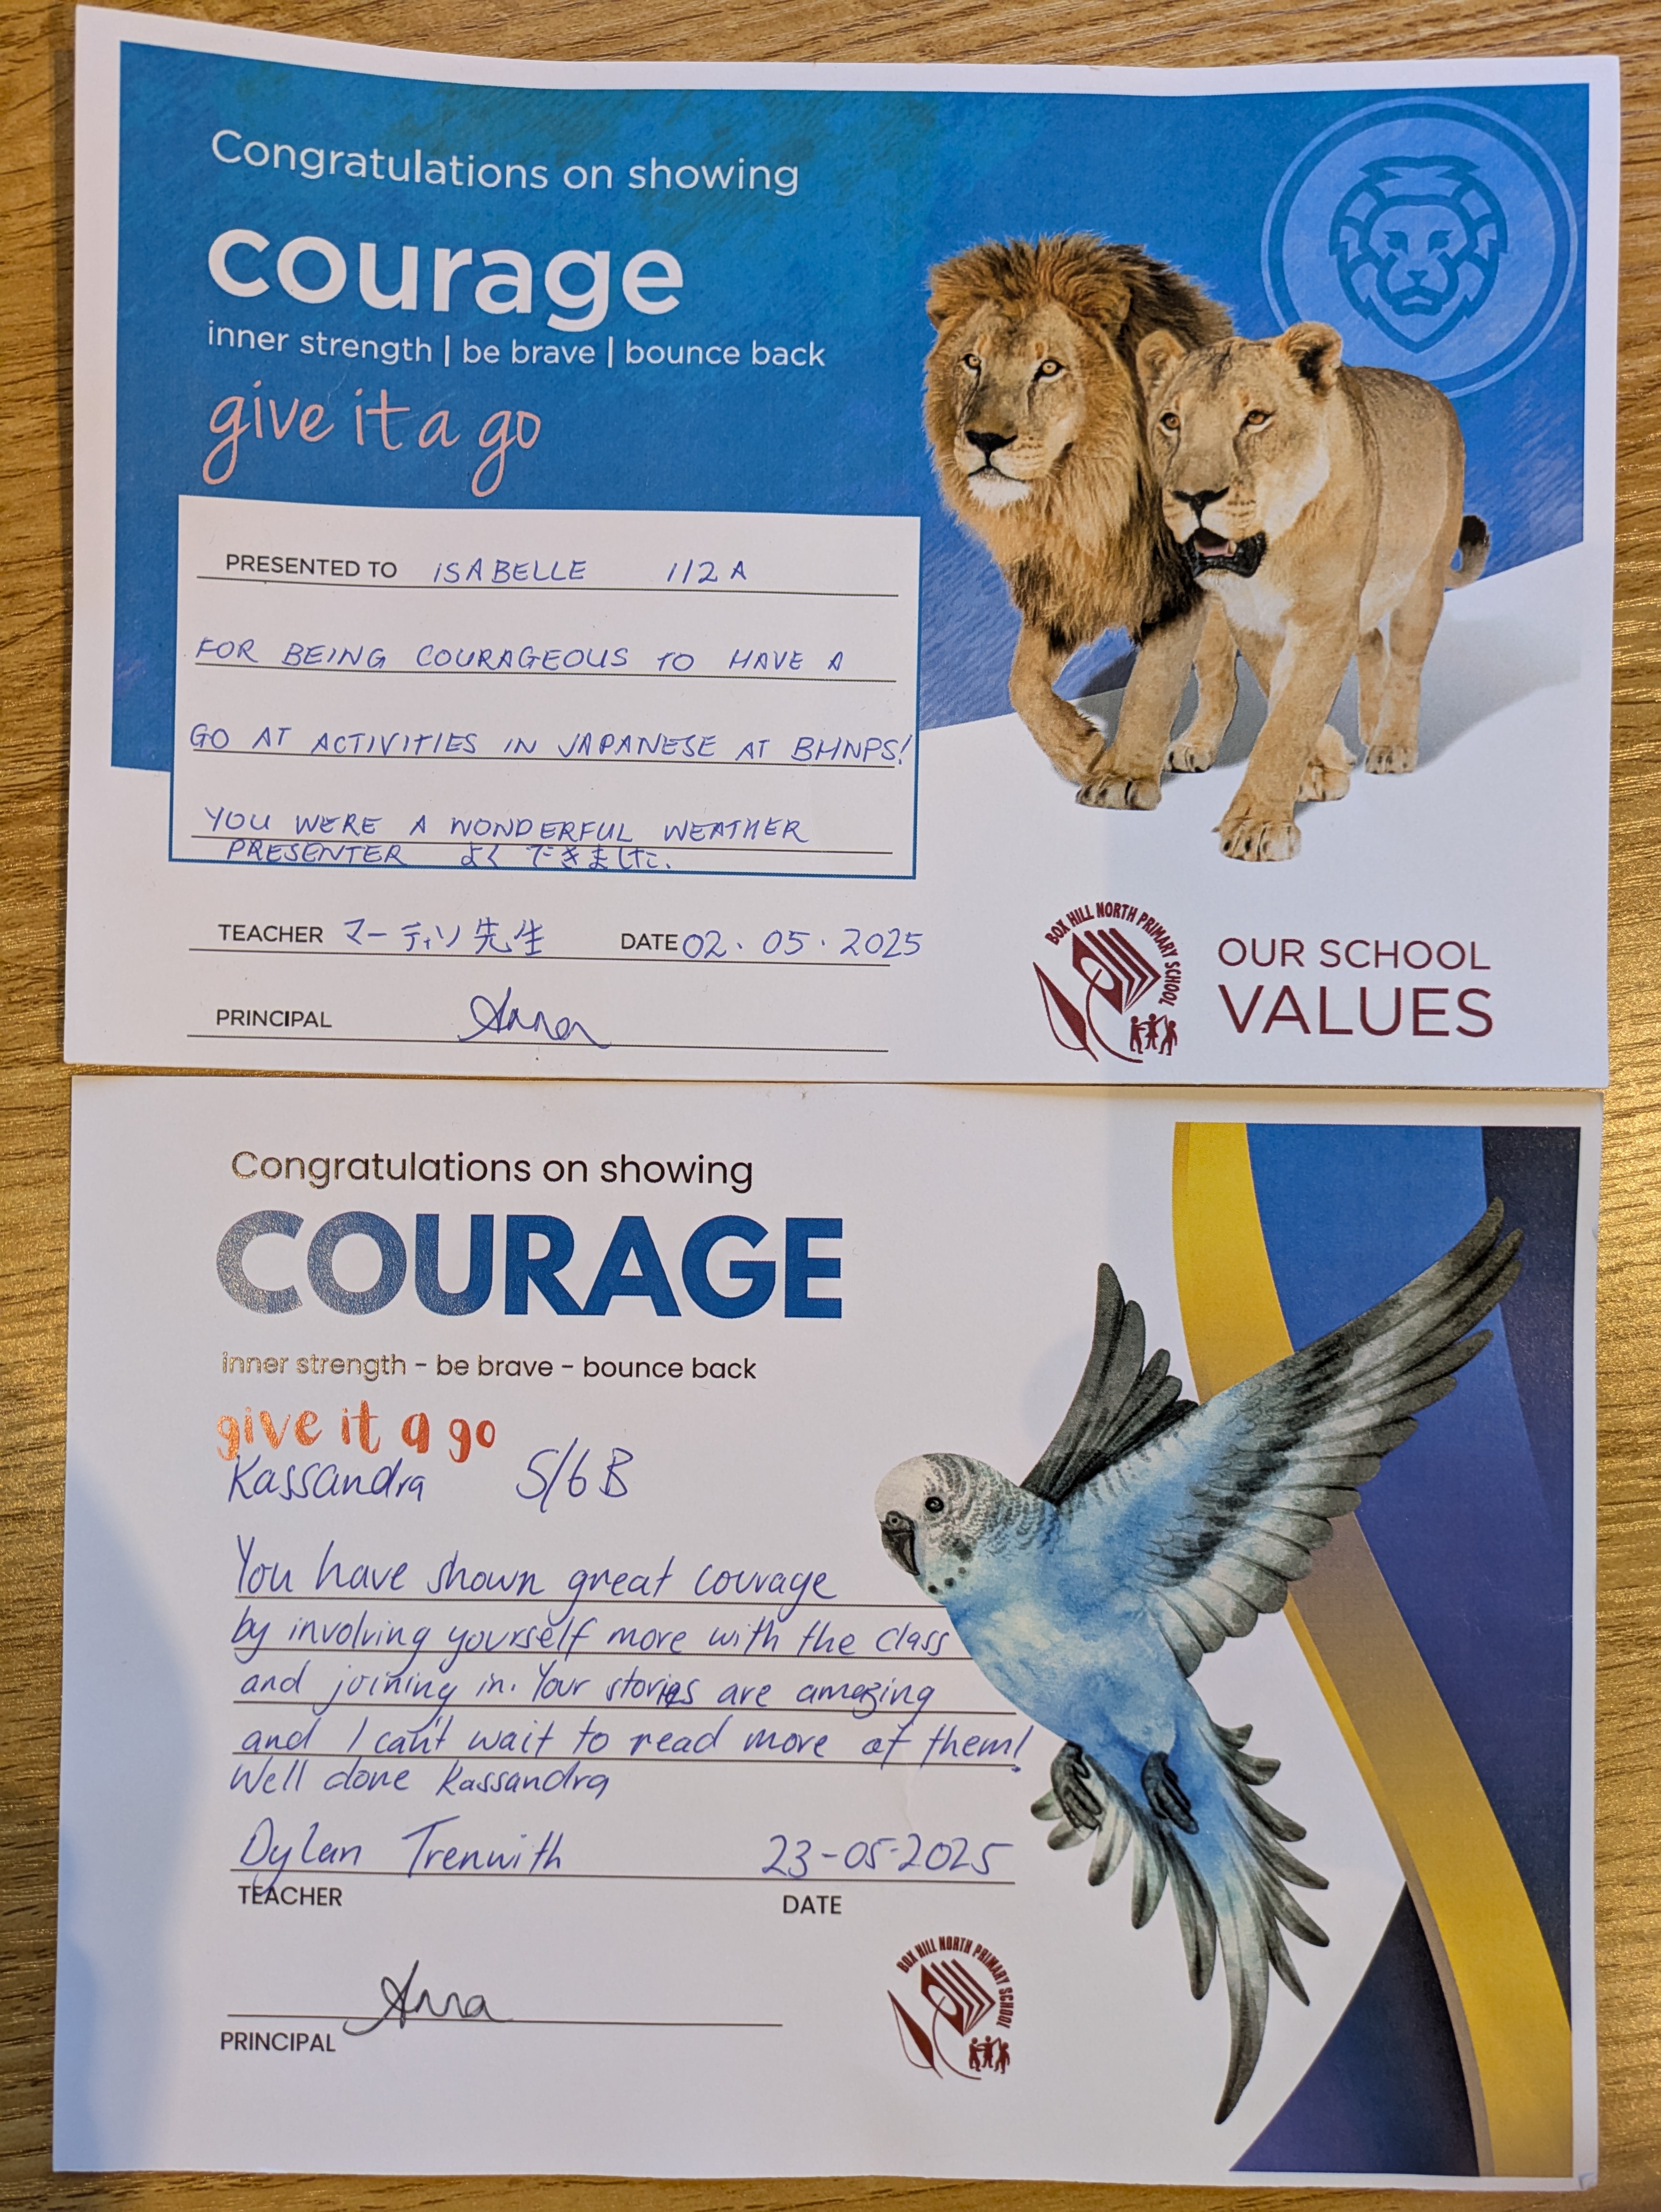 Congratulations on showing
courage
inner strength | be brave | bounce back
give it a go
PRESENTED TO ISABELLE 1/2 A
FOR BEING COURAGEOUS TO HAVE A
GO AT ACTIVITIES IN JAPANESE AT BHNPS!
YOU WERE A WONDERFUL WEATHER
PRESENTER よくできました.
TEACHER マーティン先生 DATE 02.05.2025
PRINCIPAL Anna
BOX HILL NORTH PRIMARY SCHOOL
OUR SCHOOL
VALUES
Congratulations on showing
COURAGE
inner strength - be brave - bounce back
give it a go
Kassandra 5/6 B
You have shown great courage
by involving yourself more with the class
and joining in. Your stories are amazing
and I can't wait to read more of them!
Well done Kassandra
Dylan Trenwith 23-05-2025
TEACHER DATE
Anna
PRINCIPAL
BOX HILL NORTH PRIMARY SCHOOL